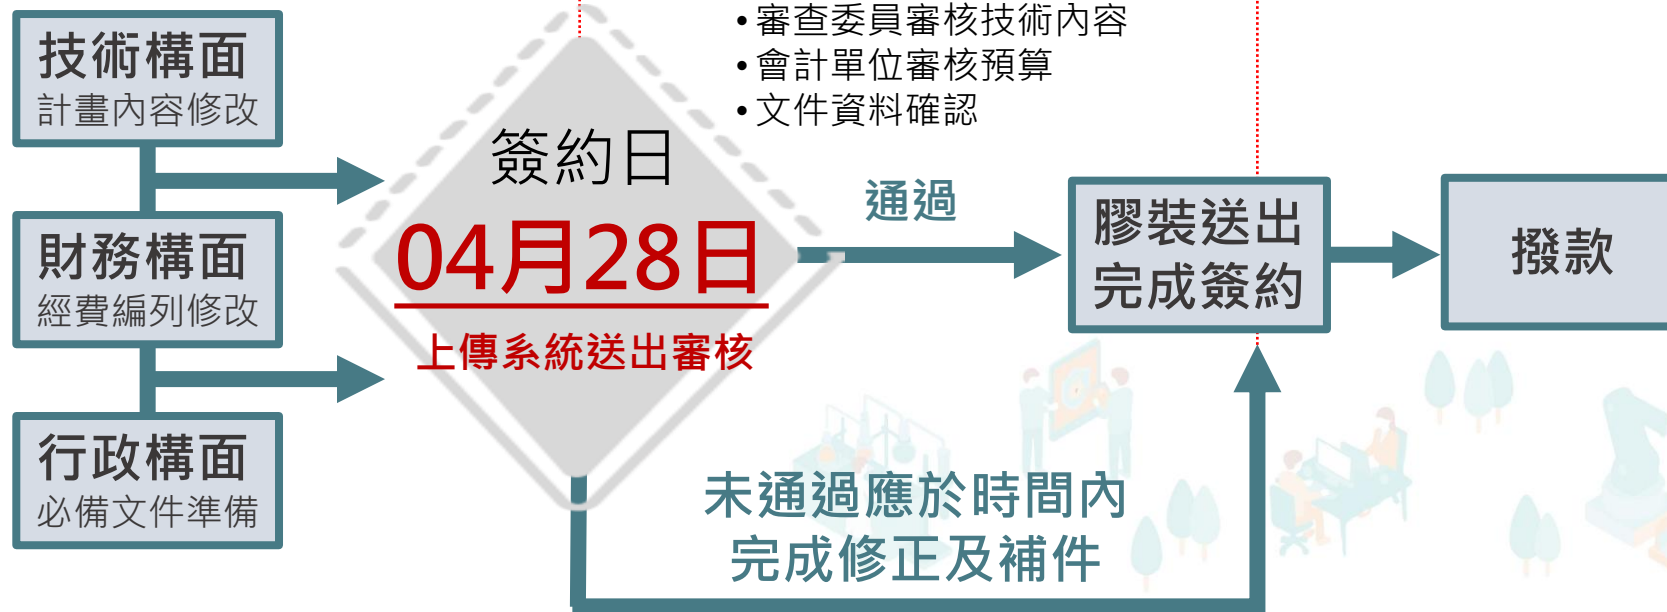 技術構面
計畫內容修改
財務構面
經費編列修改
行政構面
必備文件準備
簽約日
04月28日
上傳系統送出審核
•審查委員審核技術內容
•會計單位審核預算
•文件資料確認
通過
膠裝送出
完成簽約
撥款
未通過應於時間內
完成修正及補件